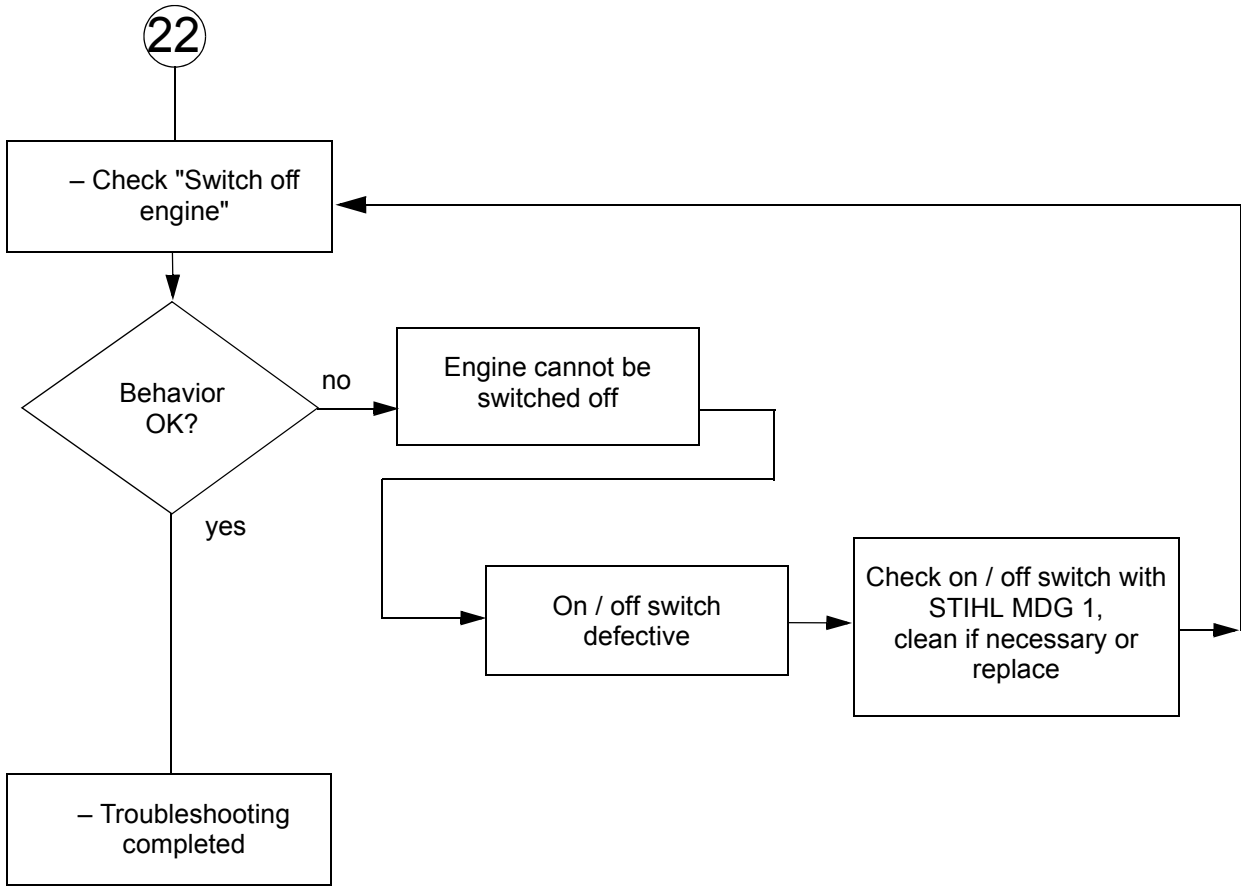 22
– Check "Switch off
engine"
Behavior
OK?
no
Engine cannot be
switched off
yes
On / off switch
defective
Check on / off switch with
STIHL MDG 1,
clean if necessary or
replace
– Troubleshooting
completed